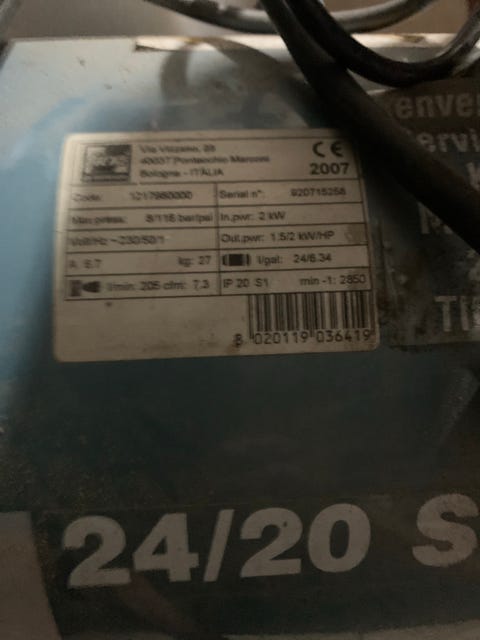 Via Vizzano, 23
40037 Pontecchio Marconi
Bologna - ITALIA
CE
2007
Code: 1217960000 Serial n°: 920715258
Max press: 8/116 bar/psi In.pwr: 2 kW
Volt/Hz ~230/50/1 Out.pwr: 1.5/2 kW/HP
A: 8.7 kg: 27 l/gal: 24/6.34
l/min: 205 cfm: 7.3 IP 20 S1 min -1: 2850
8 020119 036419
24/20 S